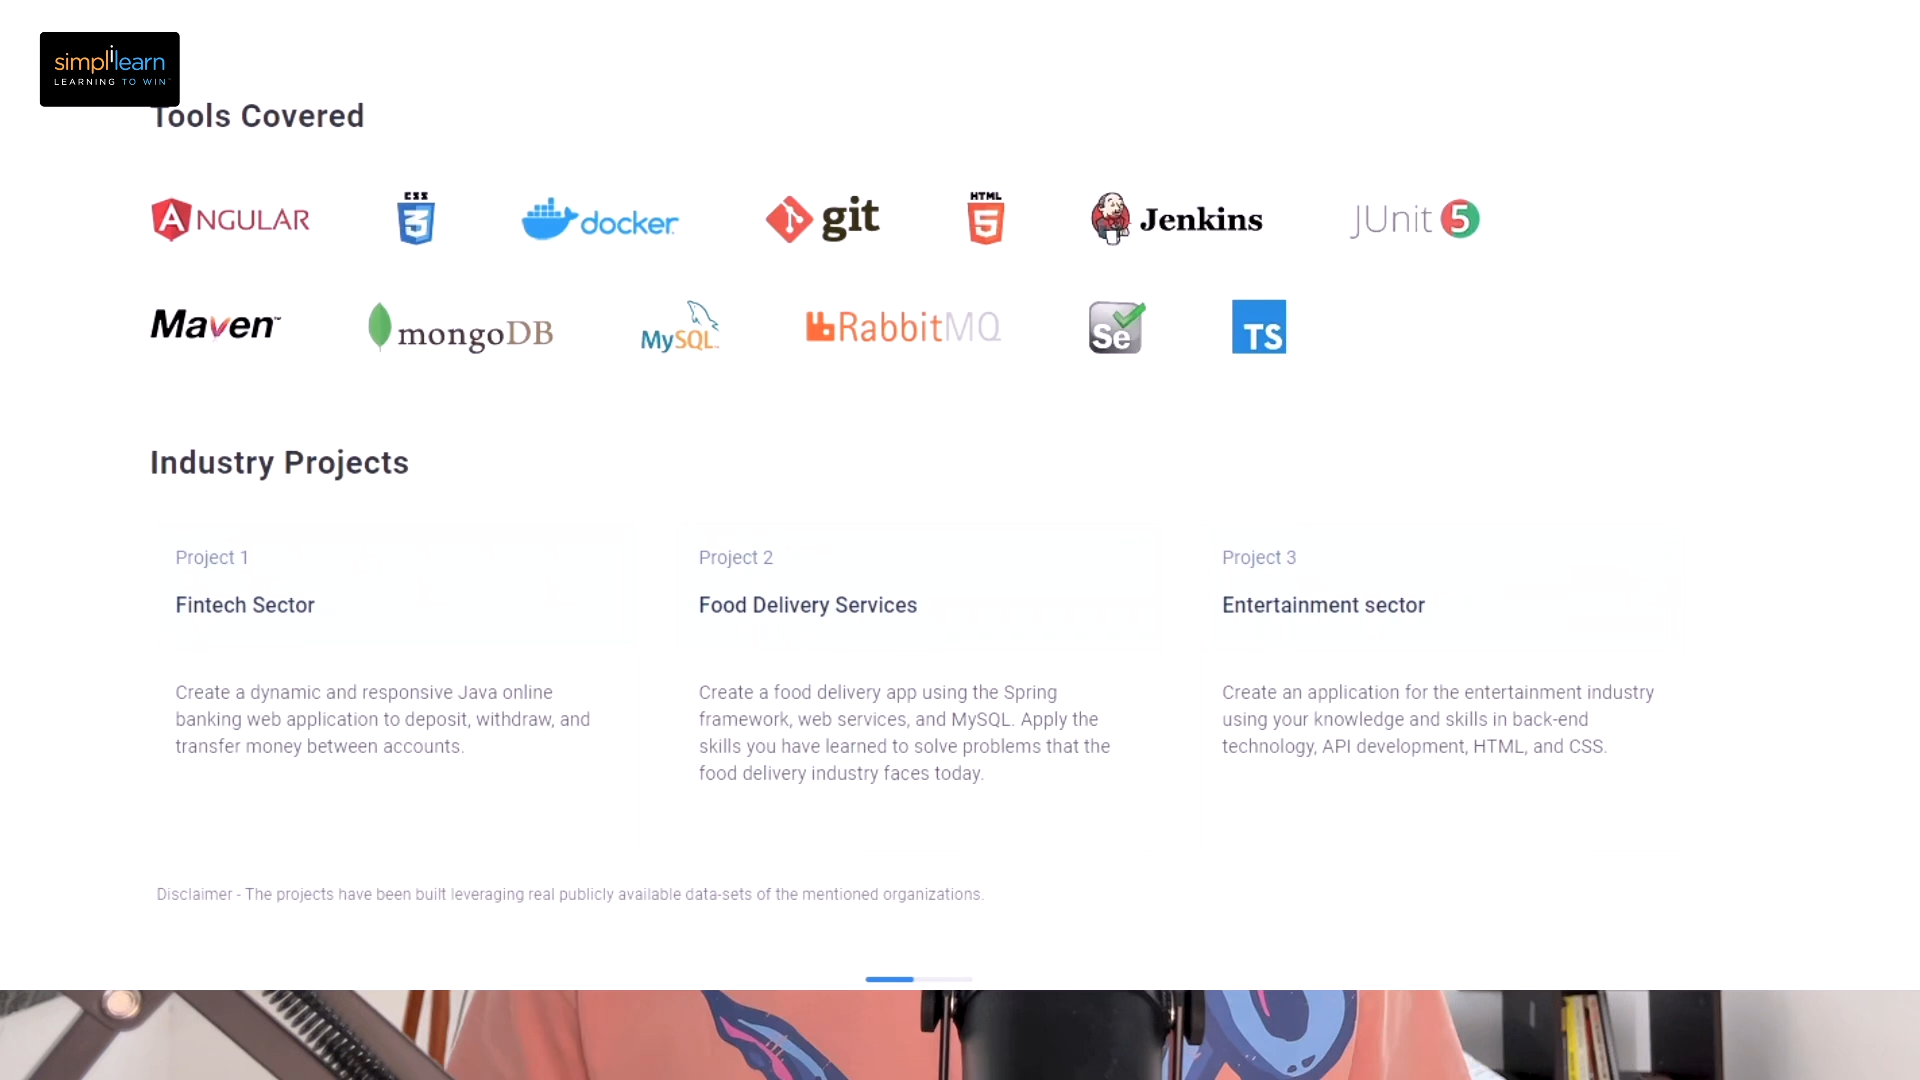 simplilearn
LEARNING TO WIN
Tools Covered
ANGULAR
CSS
3
docker
git
HTML
5
Jenkins
JUnit 5
Maven™
mongoDB
MySQL
RabbitMQ
Se
TS
Industry Projects
Project 1
Fintech Sector
Create a dynamic and responsive Java online
banking web application to deposit, withdraw, and
transfer money between accounts.
Project 2
Food Delivery Services
Create a food delivery app using the Spring
framework, web services, and MySQL. Apply the
skills you have learned to solve problems that the
food delivery industry faces today.
Project 3
Entertainment sector
Create an application for the entertainment industry
using your knowledge and skills in back-end
technology, API development, HTML, and CSS.
Disclaimer - The projects have been built leveraging real publicly available data-sets of the mentioned organizations.